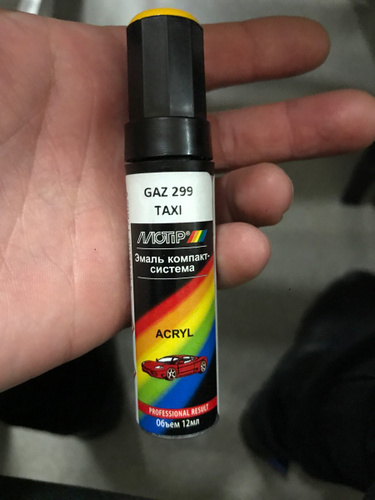 GAZ 299
TAXI
MOTIP®
Эмаль компакт-
система
ACRYL
PROFESSIONAL RESULT
Объем 12мл